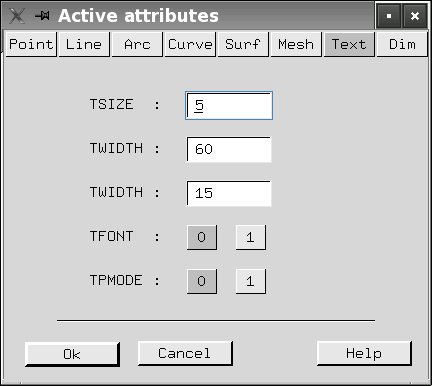 Active attributes
Point Line Arc Curve Surf Mesh Text Dim
TSIZE : 5
TWIDTH : 60
TWIDTH : 15
TFONT : 0 1
TPMODE : 0 1
Ok Cancel Help